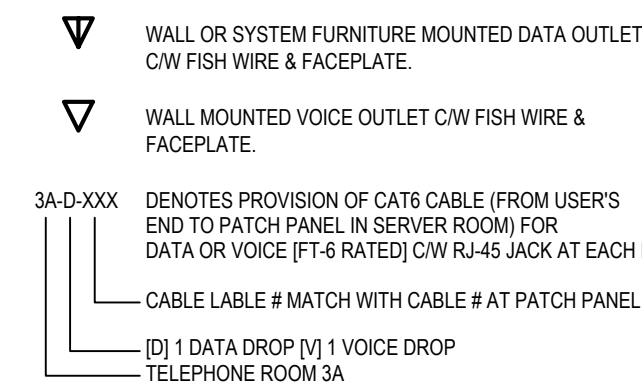 WALL OR SYSTEM FURNITURE MOUNTED DATA OUTLET
C/W FISH WIRE & FACEPLATE.
WALL MOUNTED VOICE OUTLET C/W FISH WIRE &
FACEPLATE.
3A-D-XXX DENOTES PROVISION OF CAT6 CABLE (FROM USER'S
END TO PATCH PANEL IN SERVER ROOM) FOR
DATA OR VOICE [FT-6 RATED] C/W RJ-45 JACK AT EACH
CABLE LABLE # MATCH WITH CABLE # AT PATCH PANEL
[D] 1 DATA DROP [V] 1 VOICE DROP
TELEPHONE ROOM 3A